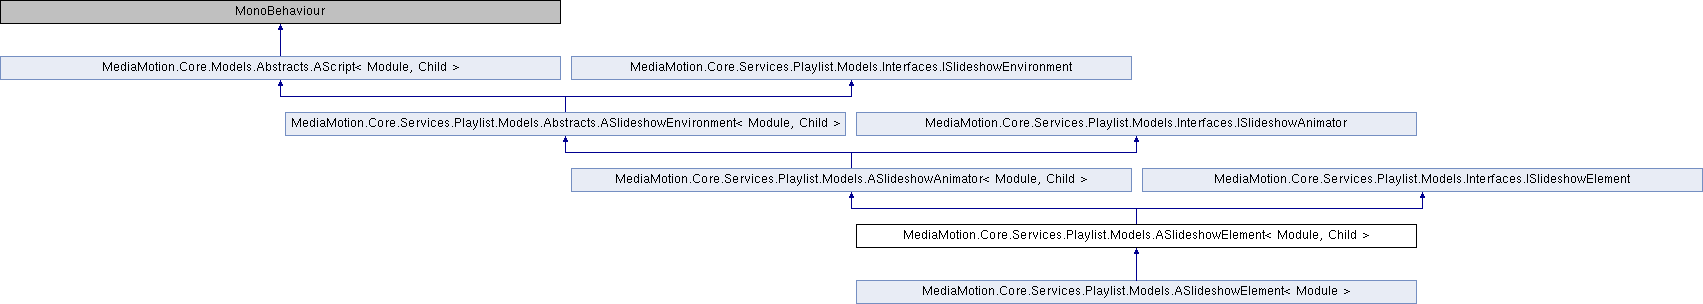 MonoBehaviour
MediaMotion.Core.Models.Abstracts.AScript< Module, Child >
MediaMotion.Core.Services.Playlist.Models.Interfaces.ISlideshowEnvironment
MediaMotion.Core.Services.Playlist.Models.Abstracts.ASlideshowEnvironment< Module, Child >
MediaMotion.Core.Services.Playlist.Models.Interfaces.ISlideshowAnimator
MediaMotion.Core.Services.Playlist.Models.ASlideshowAnimator< Module, Child >
MediaMotion.Core.Services.Playlist.Models.Interfaces.ISlideshowElement
MediaMotion.Core.Services.Playlist.Models.ASlideshowElement< Module, Child >
MediaMotion.Core.Services.Playlist.Models.ASlideshowElement< Module >